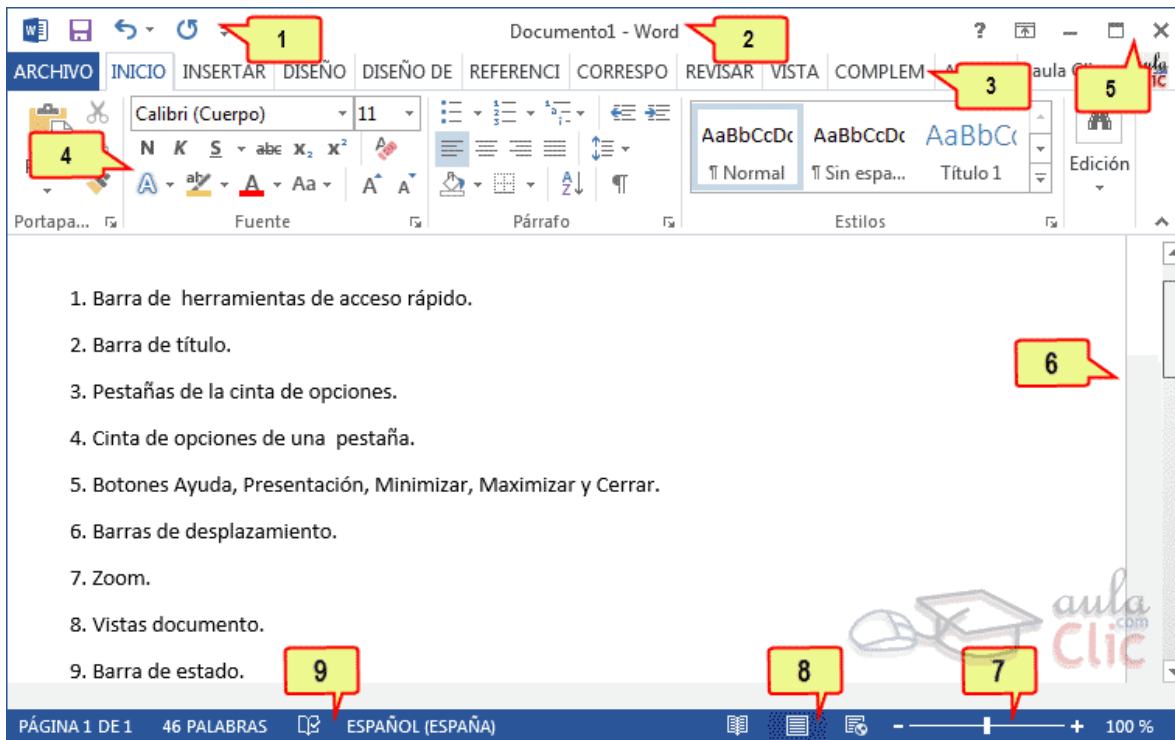 1
Documento1 - Word
2
?
ARCHIVO INICIO INSERTAR DISEÑO DISEÑO DE REFERENCI CORRESPO REVISAR VISTA COMPLEM aula
3
5
Calibri (Cuerpo) 11
N K S abc X₂ X²
4
A ab A Aa A A
AaBbCcDc AaBbCcDc AaBbC
¶ Normal ¶ Sin espa... Título 1
Edición
Portapa... Fuente Párrafo Estilos
1. Barra de herramientas de acceso rápido.
2. Barra de título.
3. Pestañas de la cinta de opciones.
6
4. Cinta de opciones de una pestaña.
5. Botones Ayuda, Presentación, Minimizar, Maximizar y Cerrar.
6. Barras de desplazamiento.
7. Zoom.
8. Vistas documento.
9. Barra de estado.
aula
.com
Clic
9
8
7
PÁGINA 1 DE 1 46 PALABRAS ESPAÑOL (ESPAÑA) - + 100 %